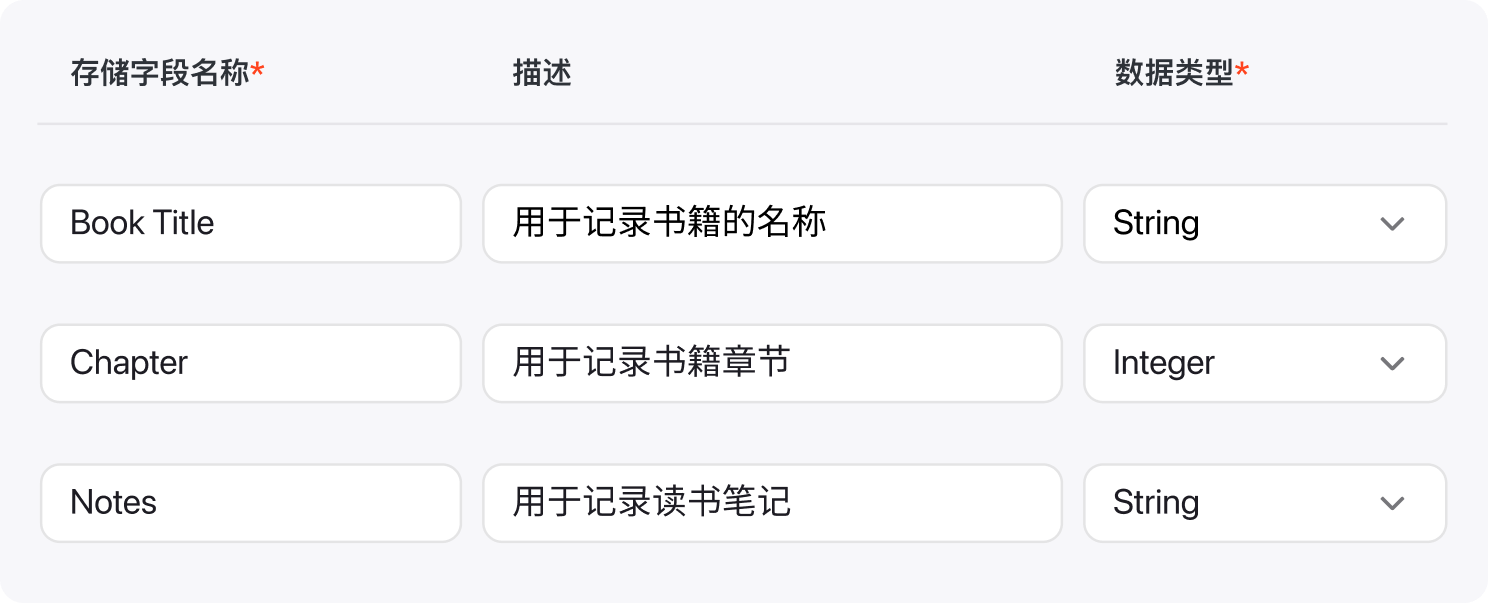 存储字段名称* 描述 数据类型*
Book Title 用于记录书籍的名称 String
Chapter 用于记录书籍章节 Integer
Notes 用于记录读书笔记 String